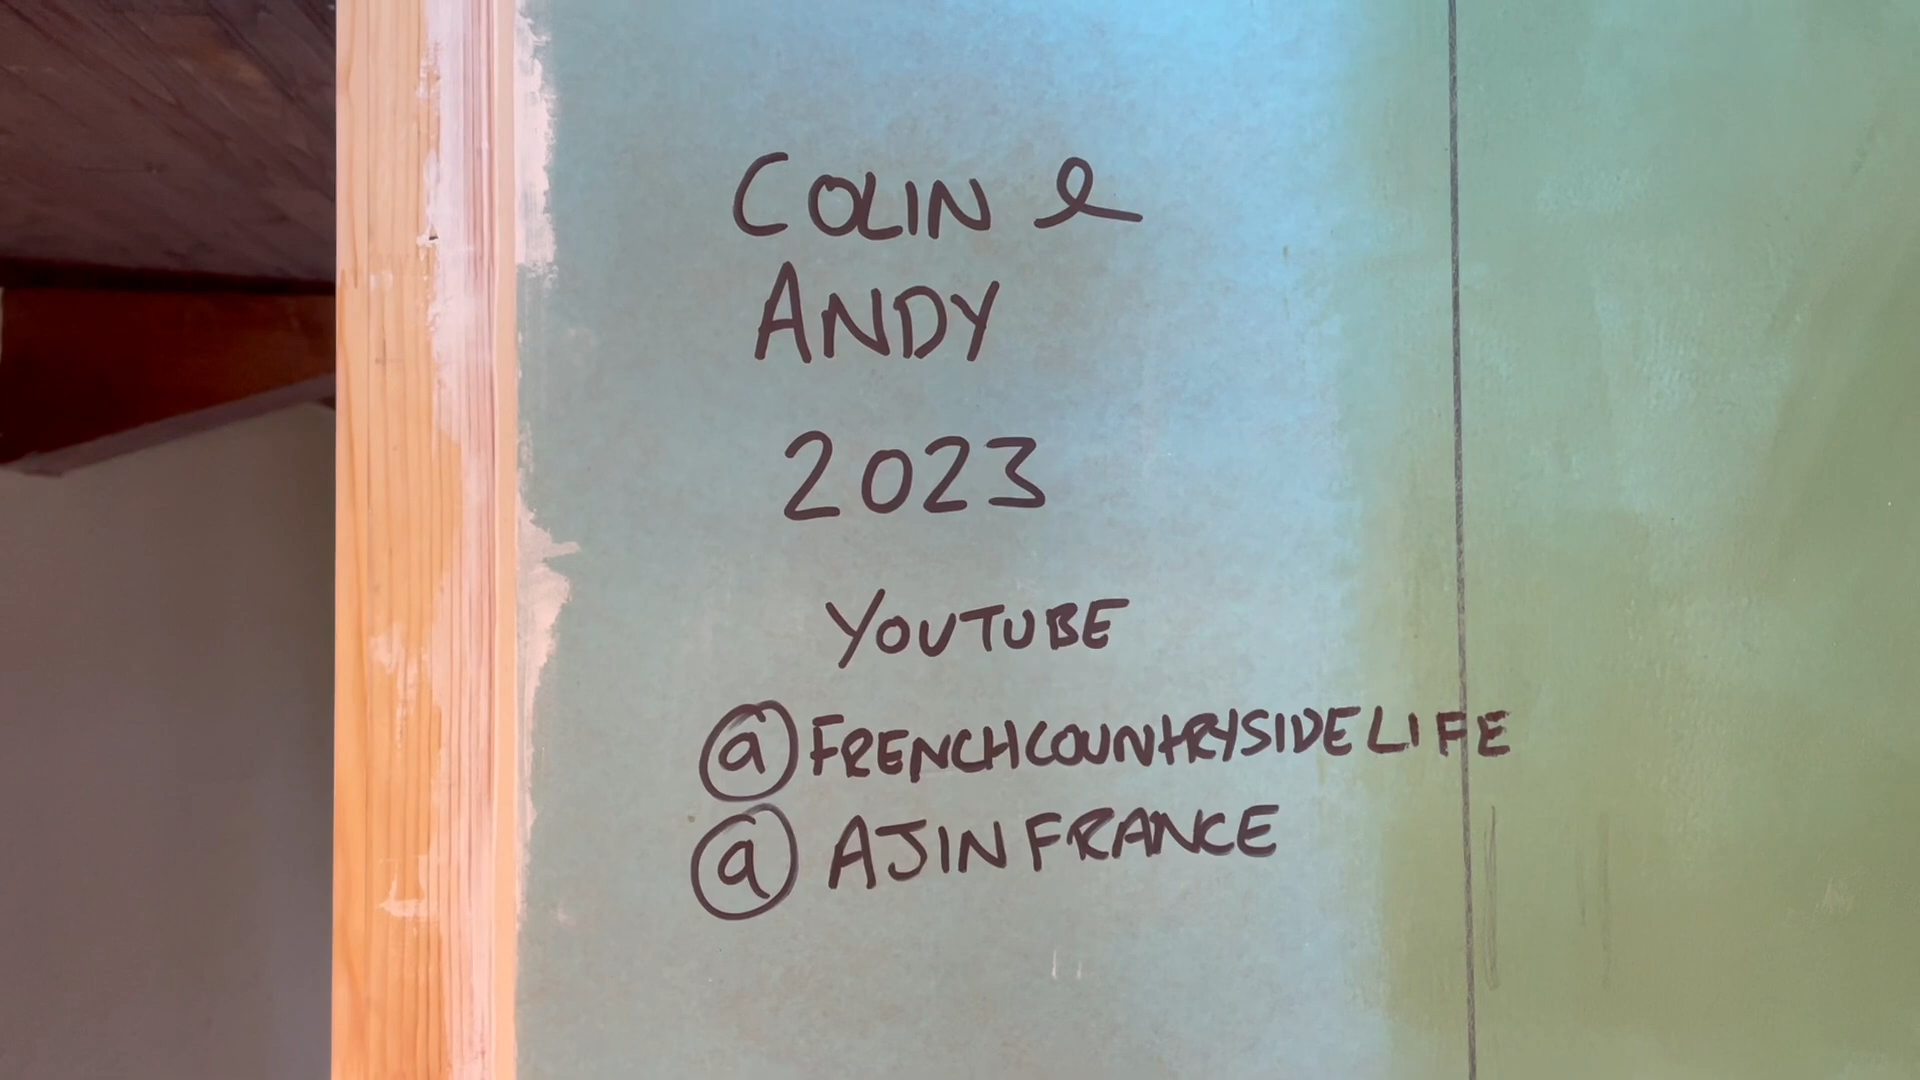 COLIN &
ANDY
2023
YOUTUBE
@FRENCHCOUNTRYSIDELIFE
@AJINFRANCE